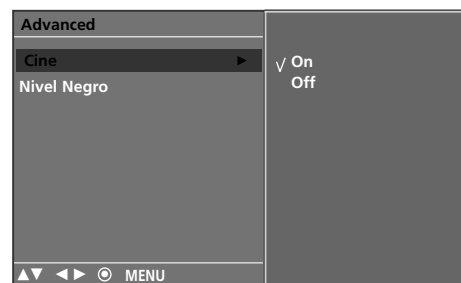 Advanced
Cine ►
Nivel Negro
√ On
Off
▲▼ ◄► ◉ MENU